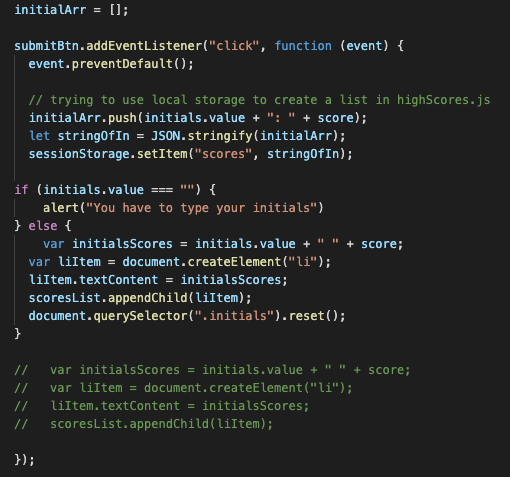 initialArr = [];
submitBtn.addEventListener("click", function (event) {
event.preventDefault();
// trying to use local storage to create a list in highScores.js
initialArr.push(initials.value + ": " + score);
let stringOfIn = JSON.stringify(initialArr);
sessionStorage.setItem("scores", stringOfIn);
if (initials.value === "") {
alert("You have to type your initials")
} else {
var initialsScores = initials.value + " " + score;
var liItem = document.createElement("li");
liItem.textContent = initialsScores;
scoresList.appendChild(liItem);
document.querySelector(".initials").reset();
}
//   var initialsScores = initials.value + " " + score;
//   var liItem = document.createElement("li");
//   liItem.textContent = initialsScores;
//   scoresList.appendChild(liItem);
});